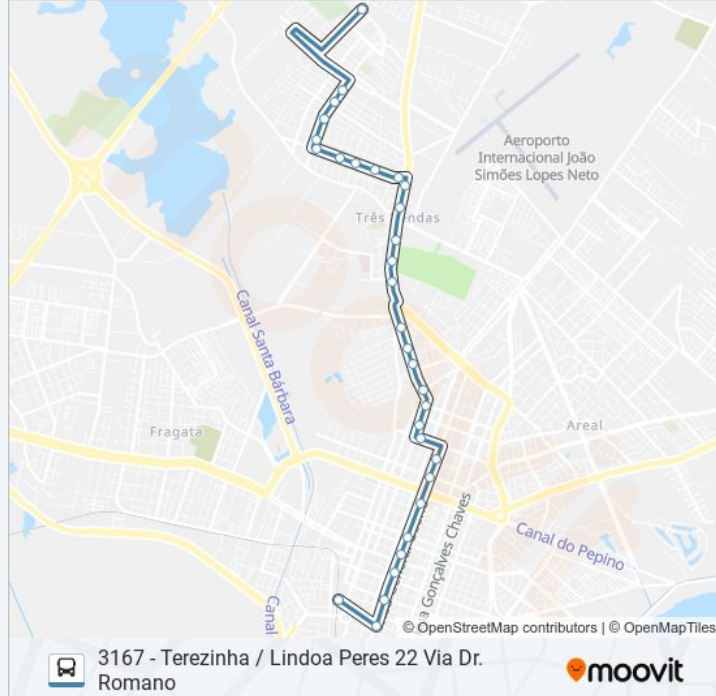 Aeroporto
Internacional João
Simões Lopes Neto
Três
ndas
Canal Santa Bárbara
Fragata
Areal
a Gonçalves Chaves
Canal do Pepino
Canal
© OpenStreetMap contributors | © OpenMapTiles
3167 - Terezinha / Lindoa Peres 22 Via Dr.
Romano
moovit